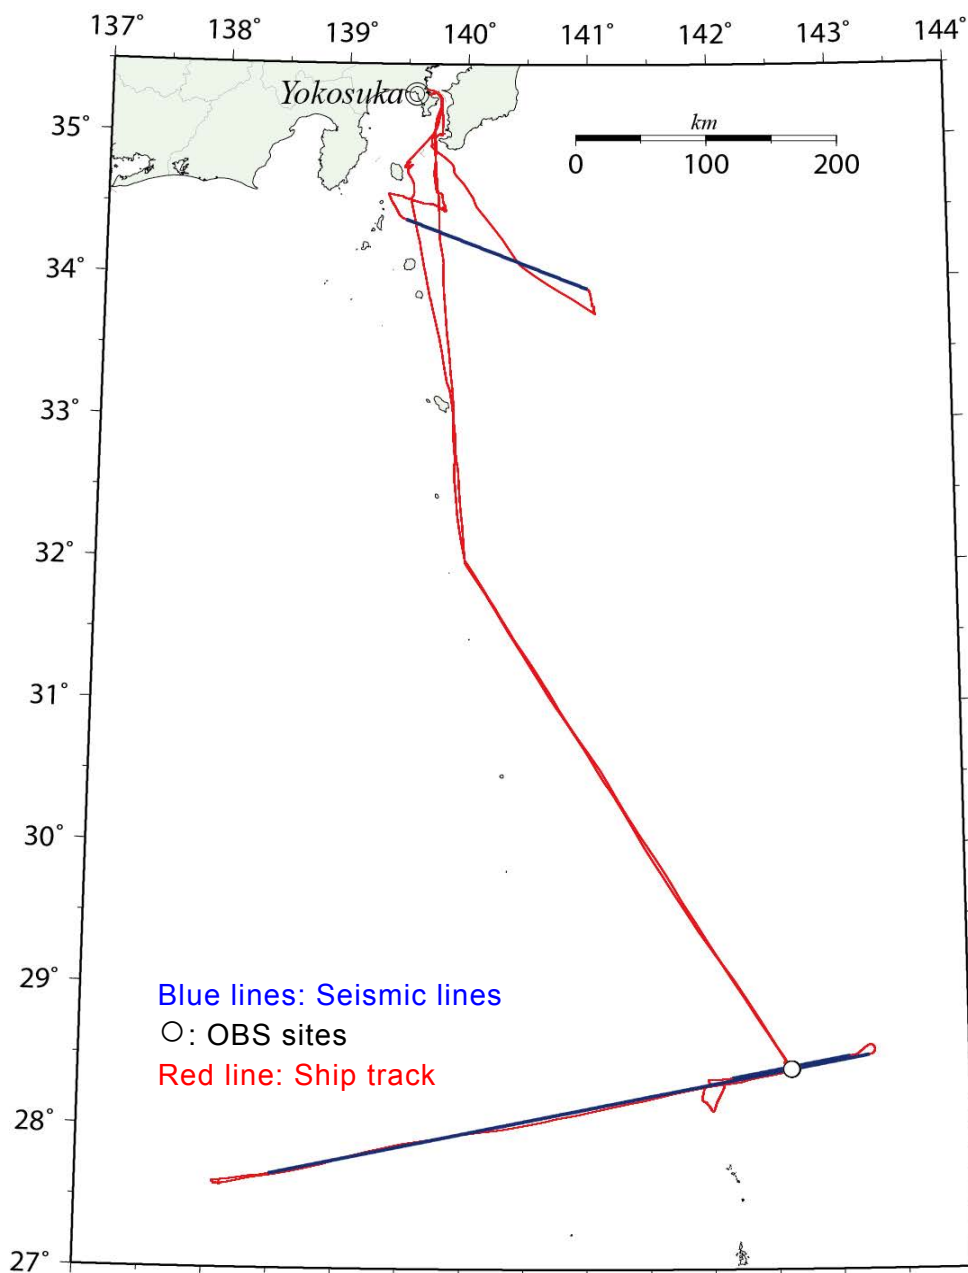 137° 138° 139° 140° 141° 142° 143° 144°
Yokosuka
km
0 100 200
35°
34°
33°
32°
31°
30°
29°
28°
27°
Blue lines: Seismic lines
○: OBS sites
Red line: Ship track